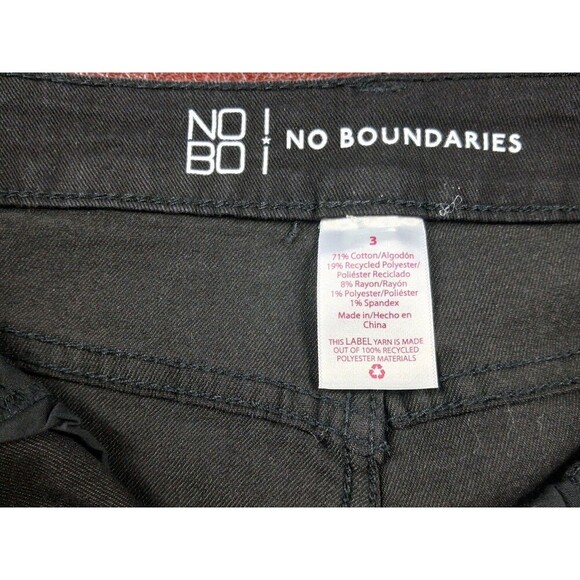 NO
BO
NO BOUNDARIES
3
71% Cotton/Algodón
19% Recycled Polyester/
Poliéster Reciclado
8% Rayon/Rayón
1% Polyester/Poliéster
1% Spandex
Made in/Hecho en
China
THIS LABEL YARN IS MADE
OUT OF 100% RECYCLED
POLYESTER MATERIALS